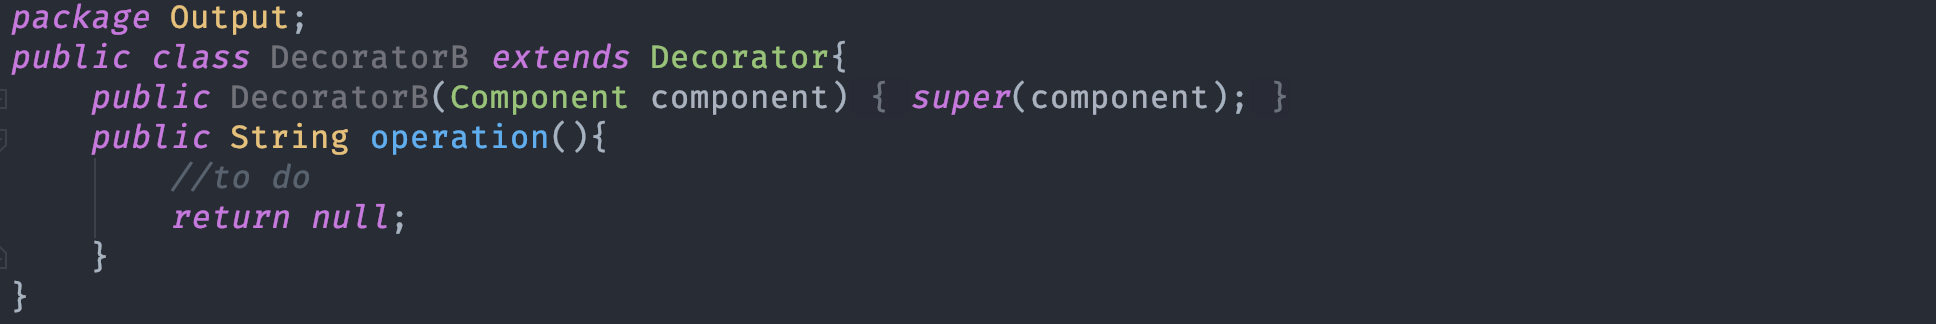 package Output;
public class DecoratorB extends Decorator{
    public DecoratorB(Component component) { super(component); }
    public String operation(){
        //to do
        return null;
    }
}